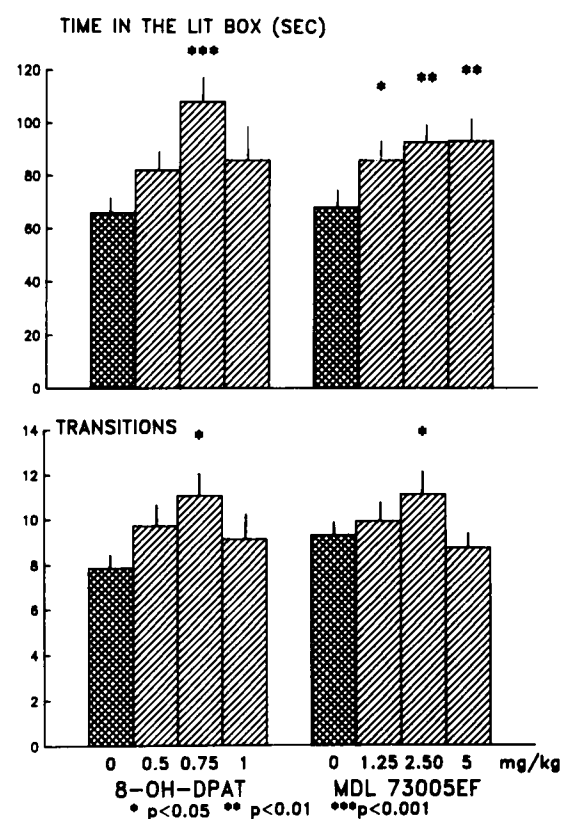 TIME IN THE LIT BOX (SEC)
***
* ** **
120
100
80
60
40
20
0
TRANSITIONS
* *
14
12
10
8
6
4
2
0
0 0.5 0.75 1 0 1.25 2.50 5 mg/kg
8-OH-DPAT MDL 73005EF
* p<0.05 ** p<0.01 ***p<0.001